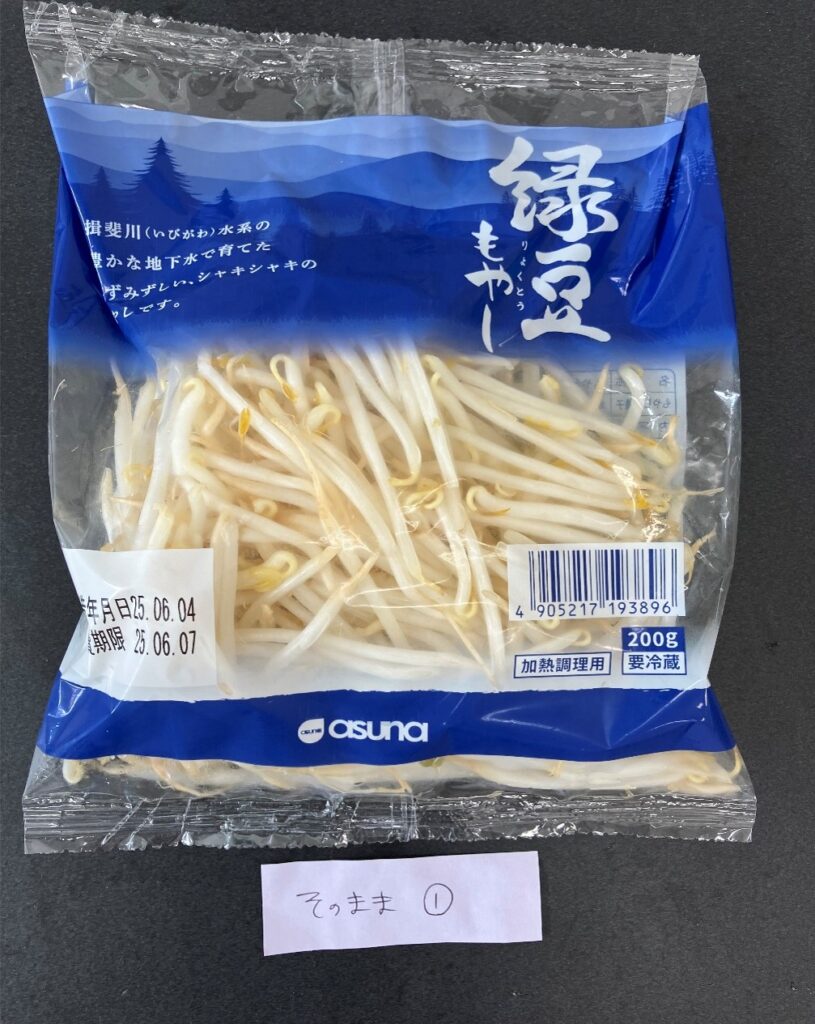 緑豆
りょくとう
もやし
揖斐川(いびがわ)水系の
豊かな地下水で育てた
ずみずしい、シャキシャキの
やしです。
年月日25.06.04
期限 25.06.07
4 905217 193896
200g
加熱調理用
要冷蔵
asuna
asuna
そのまま ①